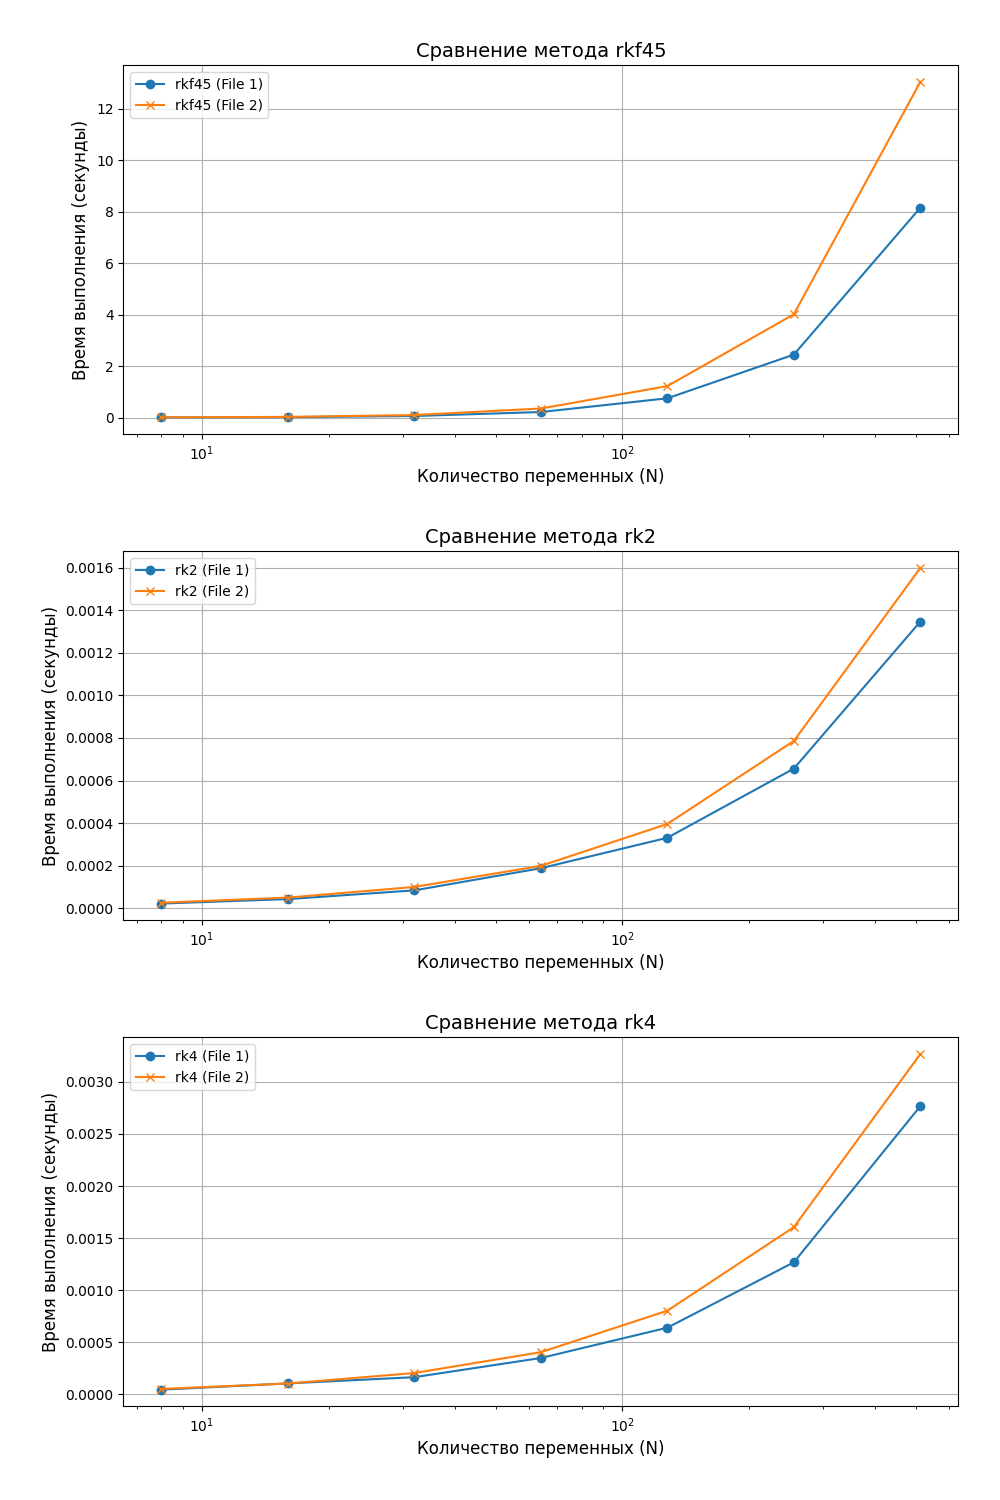 Сравнение метода rkf45
rkf45 (File 1)
rkf45 (File 2)
Время выполнения (секунды)
12
10
8
6
4
2
0
10¹
10²
Количество переменных (N)
Сравнение метода rk2
rk2 (File 1)
rk2 (File 2)
Время выполнения (секунды)
0.0016
0.0014
0.0012
0.0010
0.0008
0.0006
0.0004
0.0002
0.0000
10¹
10²
Количество переменных (N)
Сравнение метода rk4
rk4 (File 1)
rk4 (File 2)
Время выполнения (секунды)
0.0030
0.0025
0.0020
0.0015
0.0010
0.0005
0.0000
10¹
10²
Количество переменных (N)